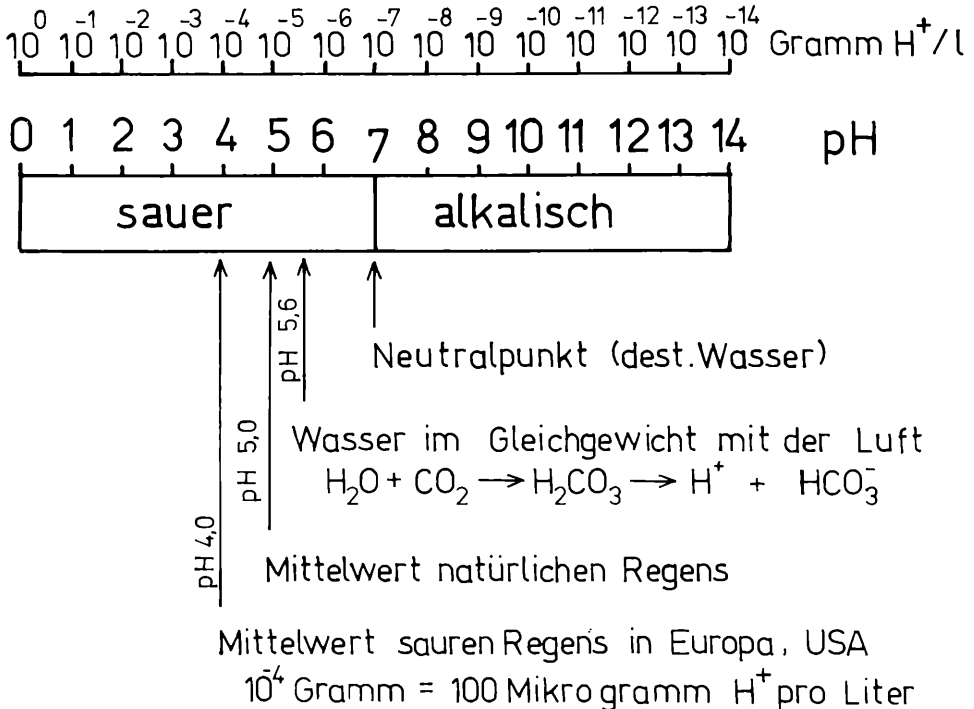 10⁰ 10⁻¹ 10⁻² 10⁻³ 10⁻⁴ 10⁻⁵ 10⁻⁶ 10⁻⁷ 10⁻⁸ 10⁻⁹ 10⁻¹⁰ 10⁻¹¹ 10⁻¹² 10⁻¹³ 10⁻¹⁴ Gramm H⁺/l
0 1 2 3 4 5 6 7 8 9 10 11 12 13 14 pH
sauer alkalisch
pH 5,6
Neutralpunkt (dest. Wasser)
pH 5,0
Wasser im Gleichgewicht mit der Luft
H₂O + CO₂ → H₂CO₃ → H⁺ + HCO₃⁻
pH 4,0
Mittelwert natürlichen Regens
Mittelwert sauren Regens in Europa, USA
10⁻⁴ Gramm = 100 Mikrogramm H⁺ pro Liter